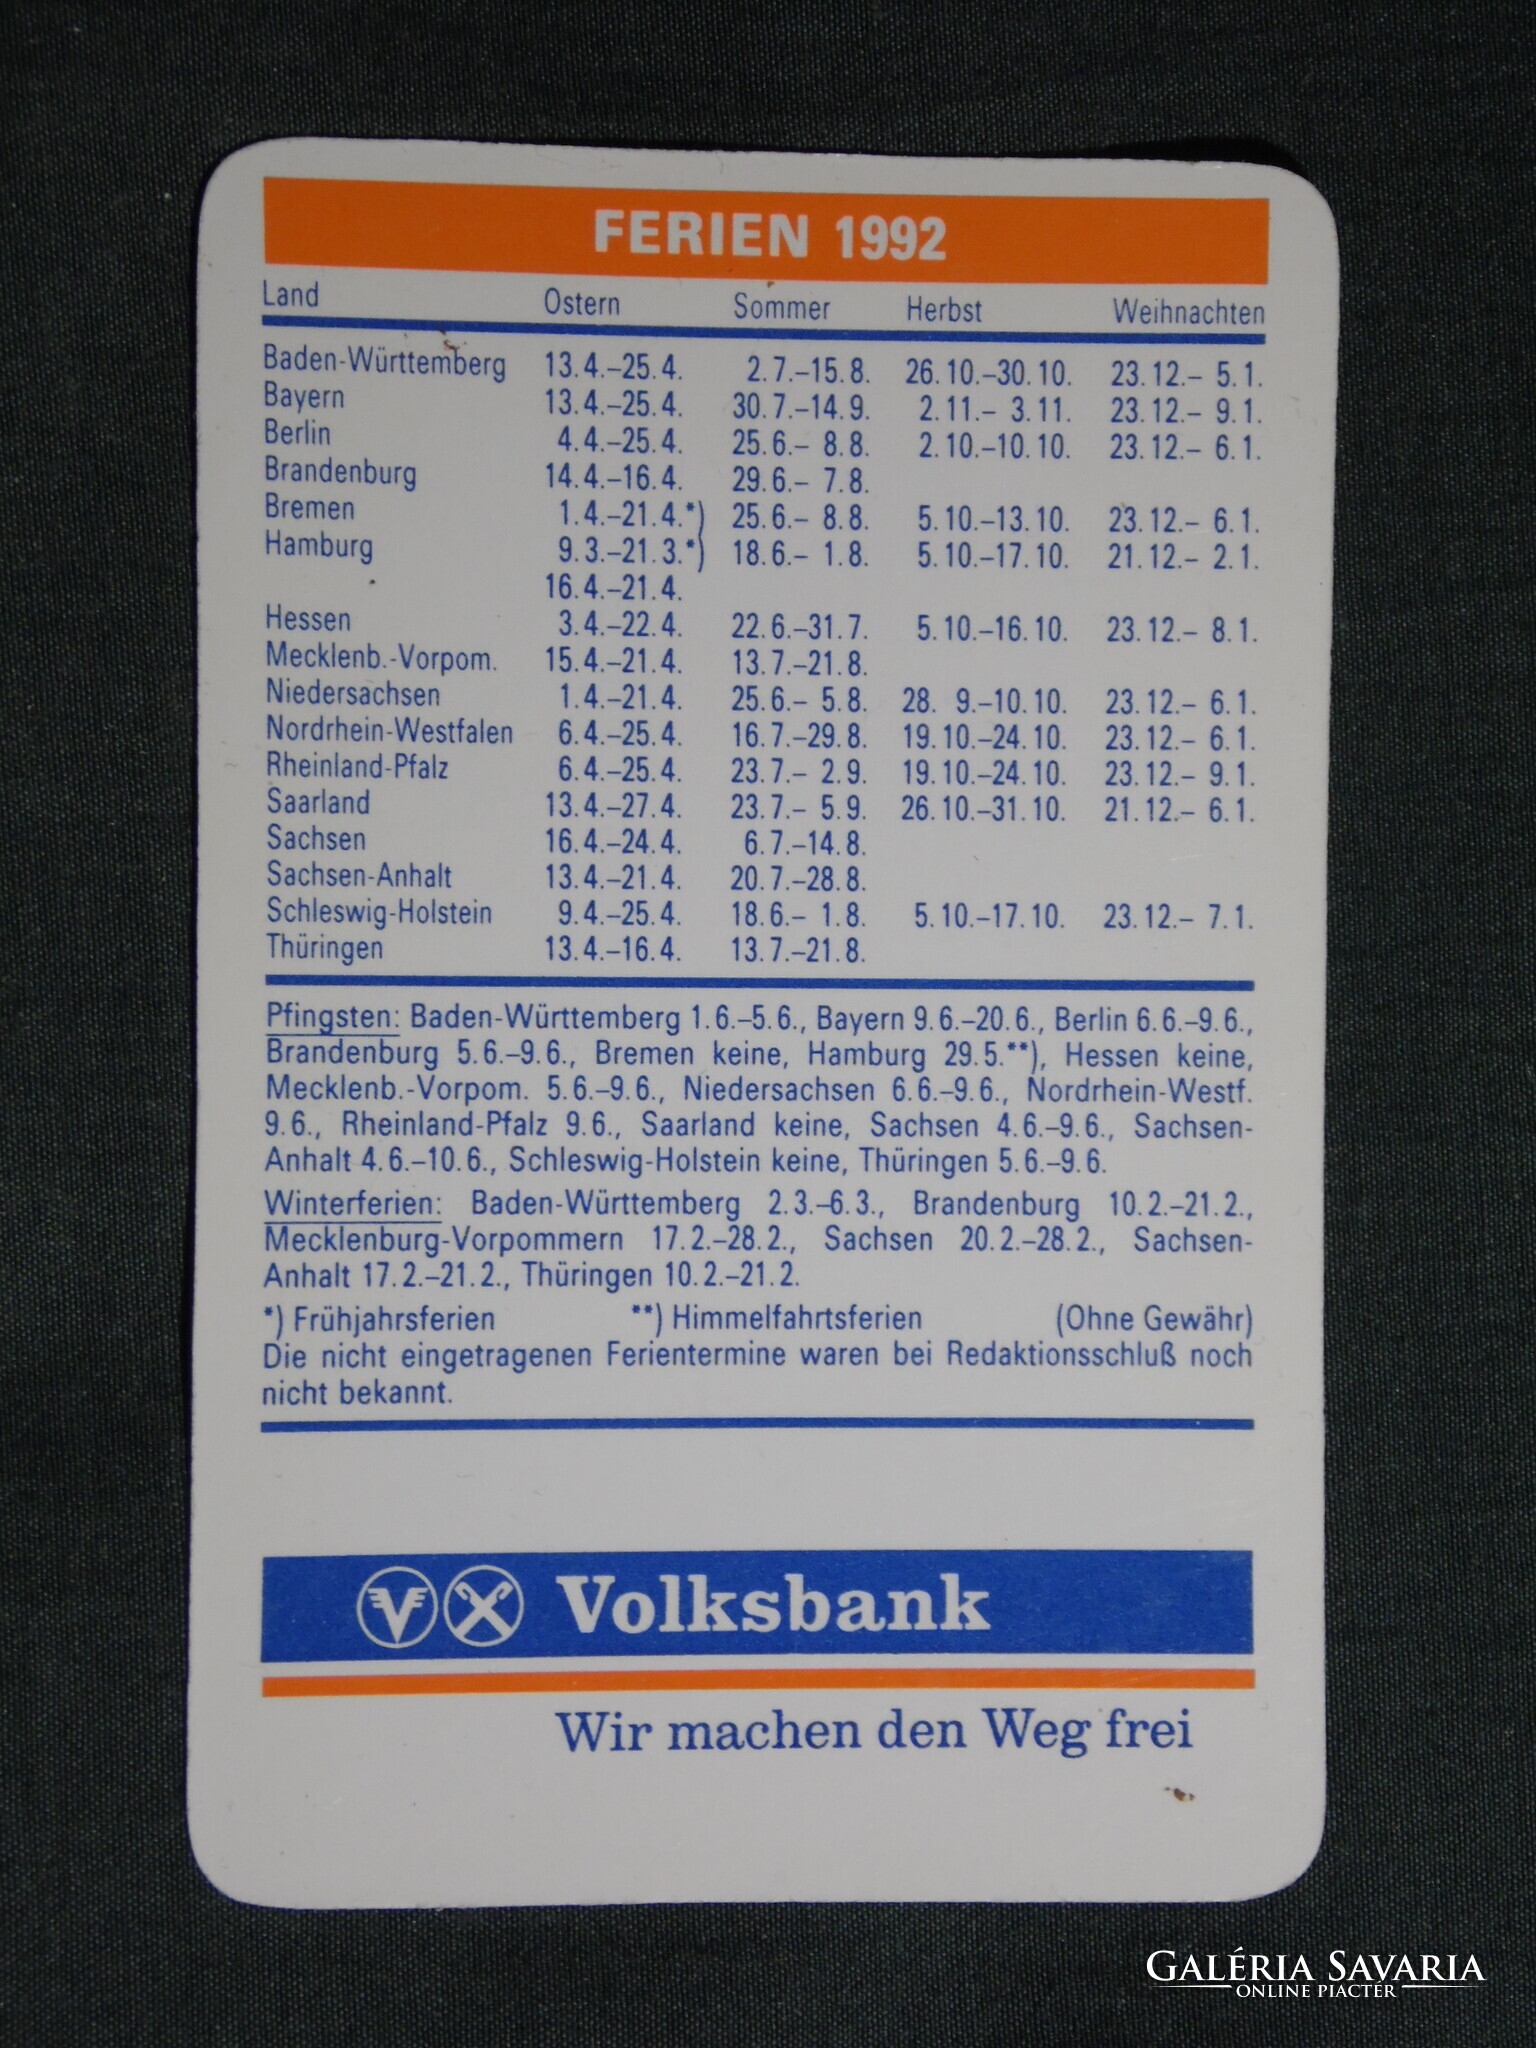 FERIEN 1992
Land Ostern Sommer Herbst Weihnachten
Baden-Württemberg 13.4.–25.4. 2.7.–15.8. 26.10.–30.10. 23.12.– 5.1.
Bayern 13.4.–25.4. 30.7.–14.9. 2.11.– 3.11. 23.12.– 9.1.
Berlin 4.4.–25.4. 25.6.– 8.8. 2.10.–10.10. 23.12.– 6.1.
Brandenburg 14.4.–16.4. 29.6.– 7.8.
Bremen 1.4.–21.4.*) 25.6.– 8.8. 5.10.–13.10. 23.12.– 6.1.
Hamburg 9.3.–21.3.*) 18.6.– 1.8. 5.10.–17.10. 21.12.– 2.1.
16.4.–21.4.
Hessen 3.4.–22.4. 22.6.–31.7. 5.10.–16.10. 23.12.– 8.1.
Mecklenb.-Vorpom. 15.4.–21.4. 13.7.–21.8.
Niedersachsen 1.4.–21.4. 25.6.– 5.8. 28. 9.–10.10. 23.12.– 6.1.
Nordrhein-Westfalen 6.4.–25.4. 16.7.–29.8. 19.10.–24.10. 23.12.– 6.1.
Rheinland-Pfalz 6.4.–25.4. 23.7.– 2.9. 19.10.–24.10. 23.12.– 9.1.
Saarland 13.4.–27.4. 23.7.– 5.9. 26.10.–31.10. 21.12.– 6.1.
Sachsen 16.4.–24.4. 6.7.–14.8.
Sachsen-Anhalt 13.4.–21.4. 20.7.–28.8.
Schleswig-Holstein 9.4.–25.4. 18.6.– 1.8. 5.10.–17.10. 23.12.– 7.1.
Thüringen 13.4.–16.4. 13.7.–21.8.
Pfingsten: Baden-Württemberg 1.6.–5.6., Bayern 9.6.–20.6., Berlin 6.6.–9.6.,
Brandenburg 5.6.–9.6., Bremen keine, Hamburg 29.5.**), Hessen keine,
Mecklenb.-Vorpom. 5.6.–9.6., Niedersachsen 6.6.–9.6., Nordrhein-Westf.
9.6., Rheinland-Pfalz 9.6., Saarland keine, Sachsen 4.6.–9.6., Sachsen-
Anhalt 4.6.–10.6., Schleswig-Holstein keine, Thüringen 5.6.–9.6.
Winterferien: Baden-Württemberg 2.3.–6.3., Brandenburg 10.2.–21.2.,
Mecklenburg-Vorpommern 17.2.–28.2., Sachsen 20.2.–28.2., Sachsen-
Anhalt 17.2.–21.2., Thüringen 10.2.–21.2.
*) Frühjahrsferien **) Himmelfahrtsferien (Ohne Gewähr)
Die nicht eingetragenen Ferientermine waren bei Redaktionsschluß noch
nicht bekannt.
Volksbank
Wir machen den Weg frei
GALÉRIA SAVARIA
ONLINE PIACTÉR